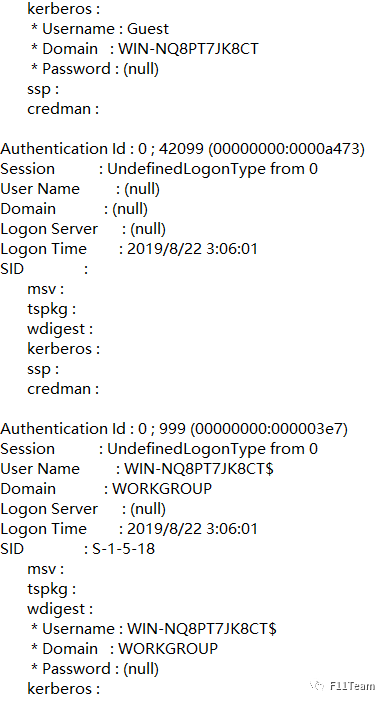 kerberos :
* Username : Guest
* Domain : WIN-NQ8PT7JK8CT
* Password : (null)
ssp :
credman :
Authentication Id : 0 ; 42099 (00000000:0000a473)
Session : UndefinedLogonType from 0
User Name : (null)
Domain : (null)
Logon Server : (null)
Logon Time : 2019/8/22 3:06:01
SID :
msv :
tspkg :
wdigest :
kerberos :
ssp :
credman :
Authentication Id : 0 ; 999 (00000000:000003e7)
Session : UndefinedLogonType from 0
User Name : WIN-NQ8PT7JK8CT$
Domain : WORKGROUP
Logon Server : (null)
Logon Time : 2019/8/22 3:06:01
SID : S-1-5-18
msv :
tspkg :
wdigest :
* Username : WIN-NQ8PT7JK8CT$
* Domain : WORKGROUP
* Password : (null)
kerberos :
F11Team